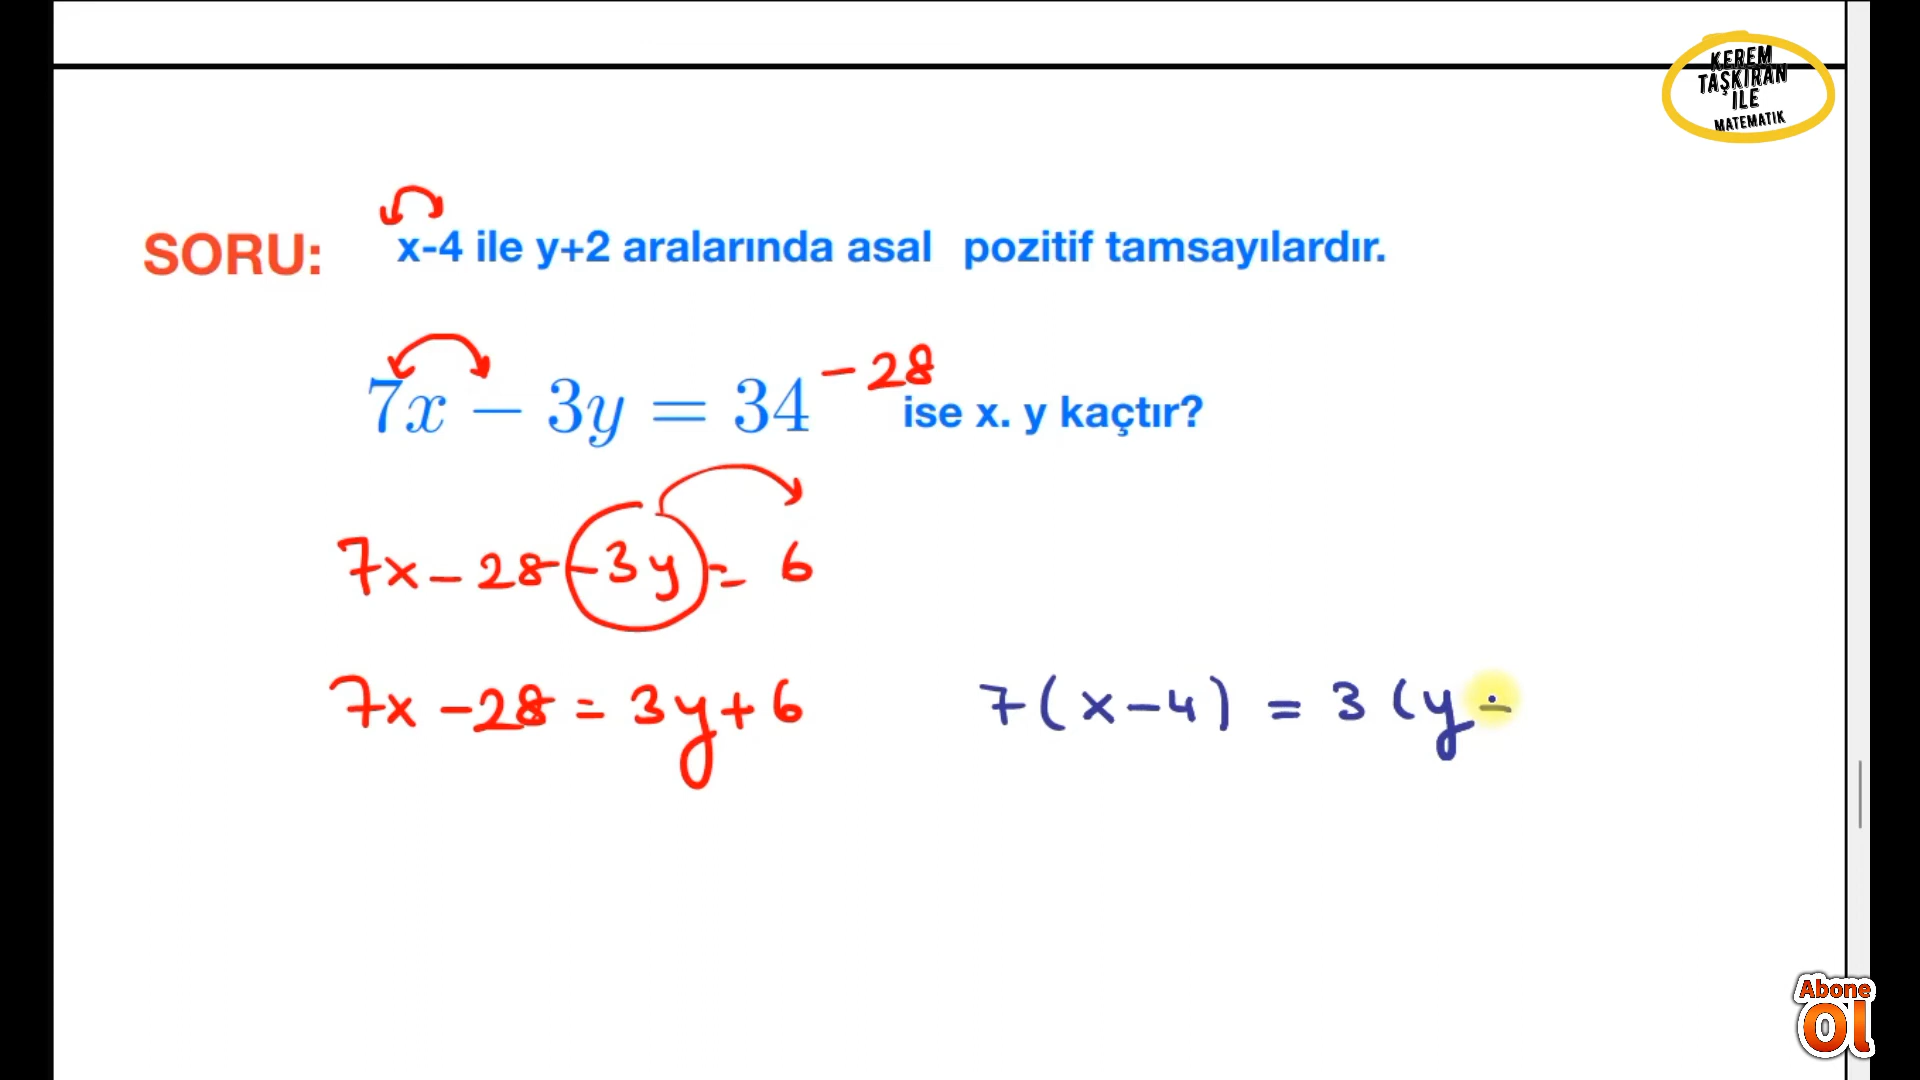 KEREM
TAŞKIRAN
İLE
MATEMATIK
SORU: x-4 ile y+2 aralarında asal pozitif tamsayılardır.
7x - 3y = 34 - 28 ise x. y kaçtır?
7x - 28 - 3y = 6
7x - 28 = 3y + 6
7(x-4) = 3(y
Abone
Ol